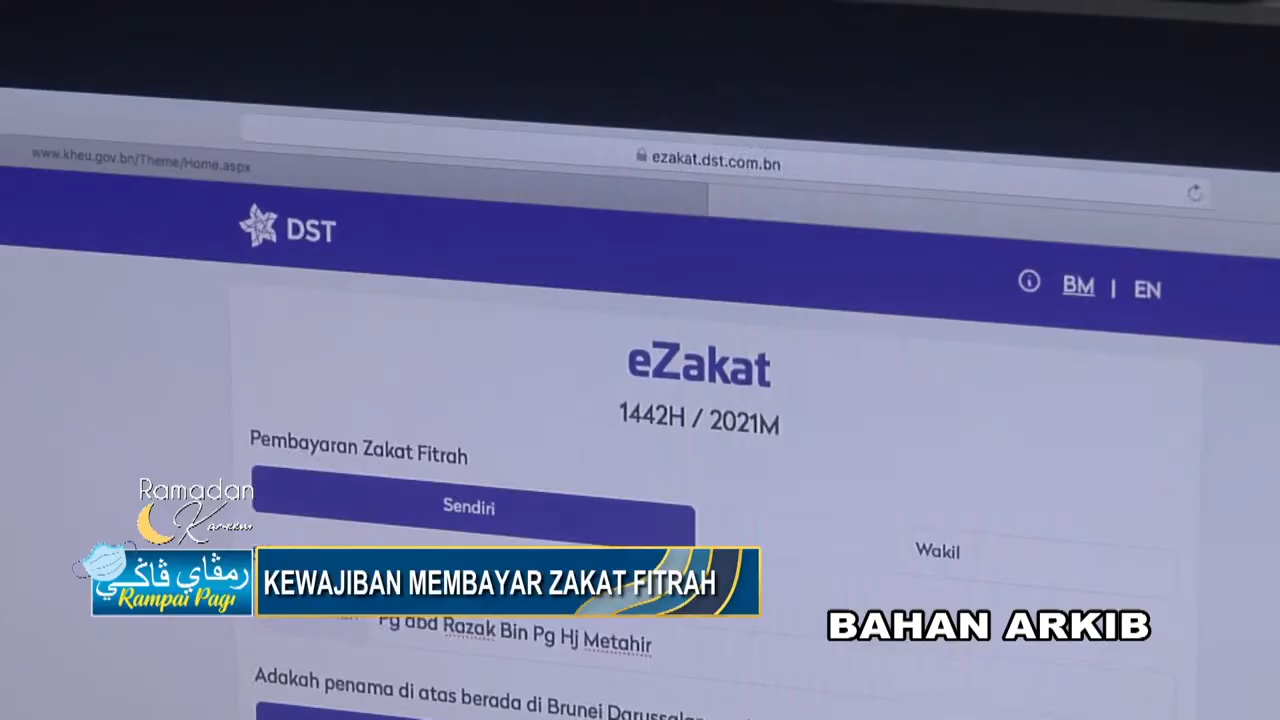 www.kheu.gov.bn/Theme/Home.aspx
ezakat.dst.com.bn
DST
BM | EN
eZakat
1442H / 2021M
Pembayaran Zakat Fitrah
Sendiri
Wakil
Ramadan
Kareem
رمڤاي ڤاݢي
Rampai Pagi
KEWAJIBAN MEMBAYAR ZAKAT FITRAH
Pg abd Razak Bin Pg Hj Metahir
BAHAN ARKIB
Adakah penama di atas berada di Brunei Darussalam